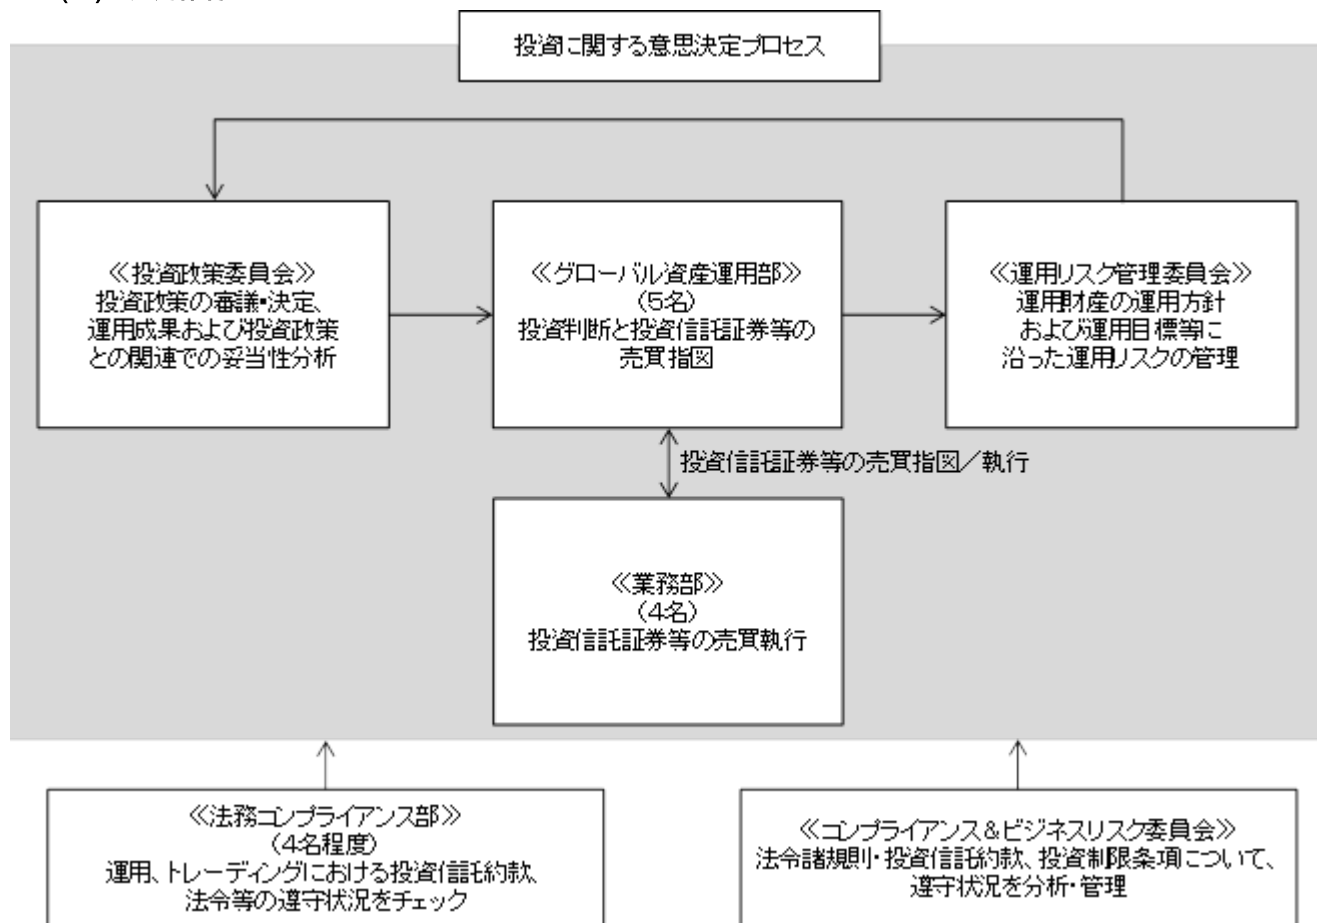 投資に関する意思決定プロセス
≪投資政策委員会≫
投資政策の審議・決定、
運用成果および投資政策
との関連での妥当性分析
≪グローバル資産運用部≫
(5名)
投資判断と投資信託証券等の
売買指図
≪運用リスク管理委員会≫
運用財産の運用方針
および運用目標等に
沿った運用リスクの管理
投資信託証券等の売買指図／執行
≪業務部≫
(4名)
投資信託証券等の売買執行
≪法務コンプライアンス部≫
(4名程度)
運用、トレーディングにおける投資信託約款、
法令等の遵守状況をチェック
≪コンプライアンス＆ビジネスリスク委員会≫
法令諸規則・投資信託約款、投資制限条項について、
遵守状況を分析・管理